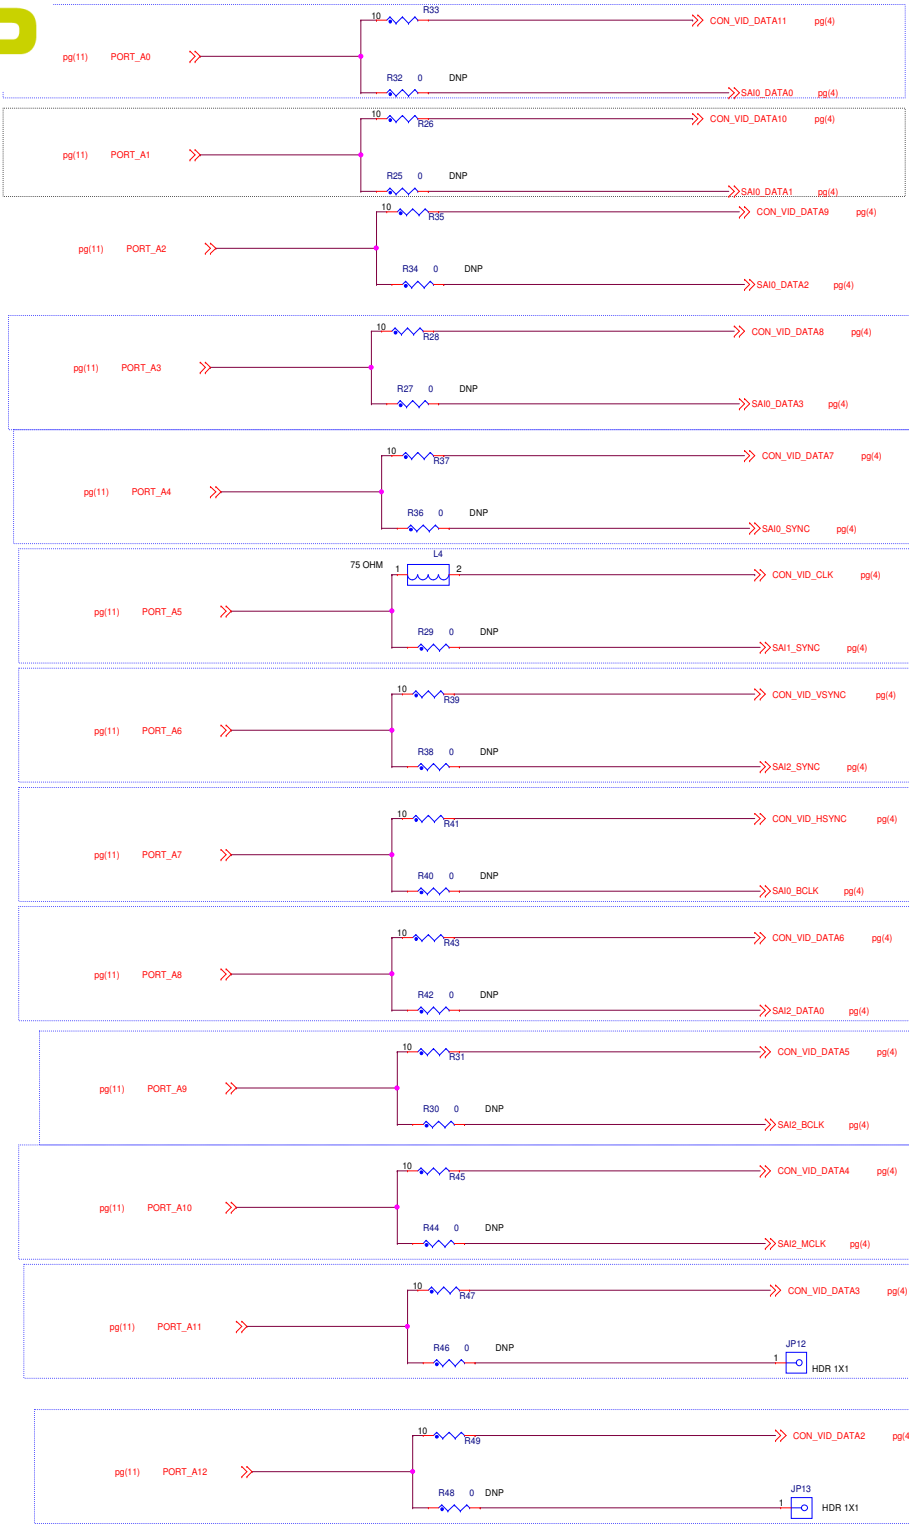 10 R33 CON_VID_DATA11 pg(4)
pg(11) PORT_A0
R32 0 DNP
SAI0_DATA0 pg(4)
10 R26 CON_VID_DATA10 pg(4)
pg(11) PORT_A1
R25 0 DNP
SAI0_DATA1 pg(4)
10 R35 CON_VID_DATA9 pg(4)
pg(11) PORT_A2
R34 0 DNP
SAI0_DATA2 pg(4)
10 R28 CON_VID_DATA8 pg(4)
pg(11) PORT_A3
R27 0 DNP
SAI0_DATA3 pg(4)
10 R37 CON_VID_DATA7 pg(4)
pg(11) PORT_A4
R36 0 DNP
SAI0_SYNC pg(4)
L4
75 OHM 1 2 CON_VID_CLK pg(4)
pg(11) PORT_A5
R29 0 DNP
SAI1_SYNC pg(4)
10 R39 CON_VID_VSYNC pg(4)
pg(11) PORT_A6
R38 0 DNP
SAI2_SYNC pg(4)
10 R41 CON_VID_HSYNC pg(4)
pg(11) PORT_A7
R40 0 DNP
SAI0_BCLK pg(4)
10 R43 CON_VID_DATA6 pg(4)
pg(11) PORT_A8
R42 0 DNP
SAI2_DATA0 pg(4)
10 R31 CON_VID_DATA5 pg(4)
pg(11) PORT_A9
R30 0 DNP
SAI2_BCLK pg(4)
10 R45 CON_VID_DATA4 pg(4)
pg(11) PORT_A10
R44 0 DNP
SAI2_MCLK pg(4)
10 R47 CON_VID_DATA3 pg(4)
pg(11) PORT_A11
R46 0 DNP JP12
1 HDR 1X1
10 R49 CON_VID_DATA2 pg(4
pg(11) PORT_A12
R48 0 DNP JP13
1 HDR 1X1